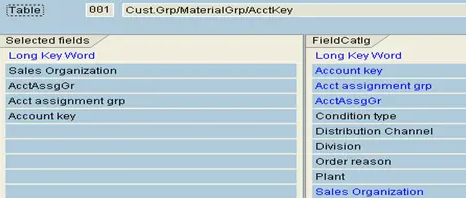 Table 001 Cust.Grp/MaterialGrp/AcctKey
Selected fields
Long Key Word
Sales Organization
AcctAssgGr
Acct assignment grp
Account key
FieldCatlg
Long Key Word
Account key
Acct assignment grp
AcctAssgGr
Condition type
Distribution Channel
Division
Order reason
Plant
Sales Organization